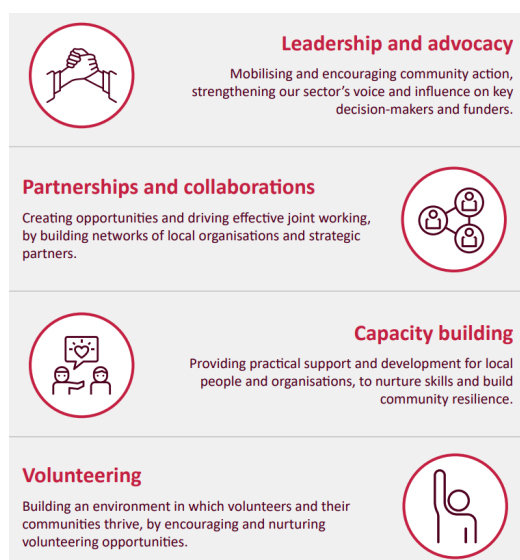 Leadership and advocacy
Mobilising and encouraging community action,
strengthening our sector's voice and influence on key
decision-makers and funders.
Partnerships and collaborations
Creating opportunities and driving effective joint working,
by building networks of local organisations and strategic
partners.
Capacity building
Providing practical support and development for local
people and organisations, to nurture skills and build
community resilience.
Volunteering
Building an environment in which volunteers and their
communities thrive, by encouraging and nurturing
volunteering opportunities.